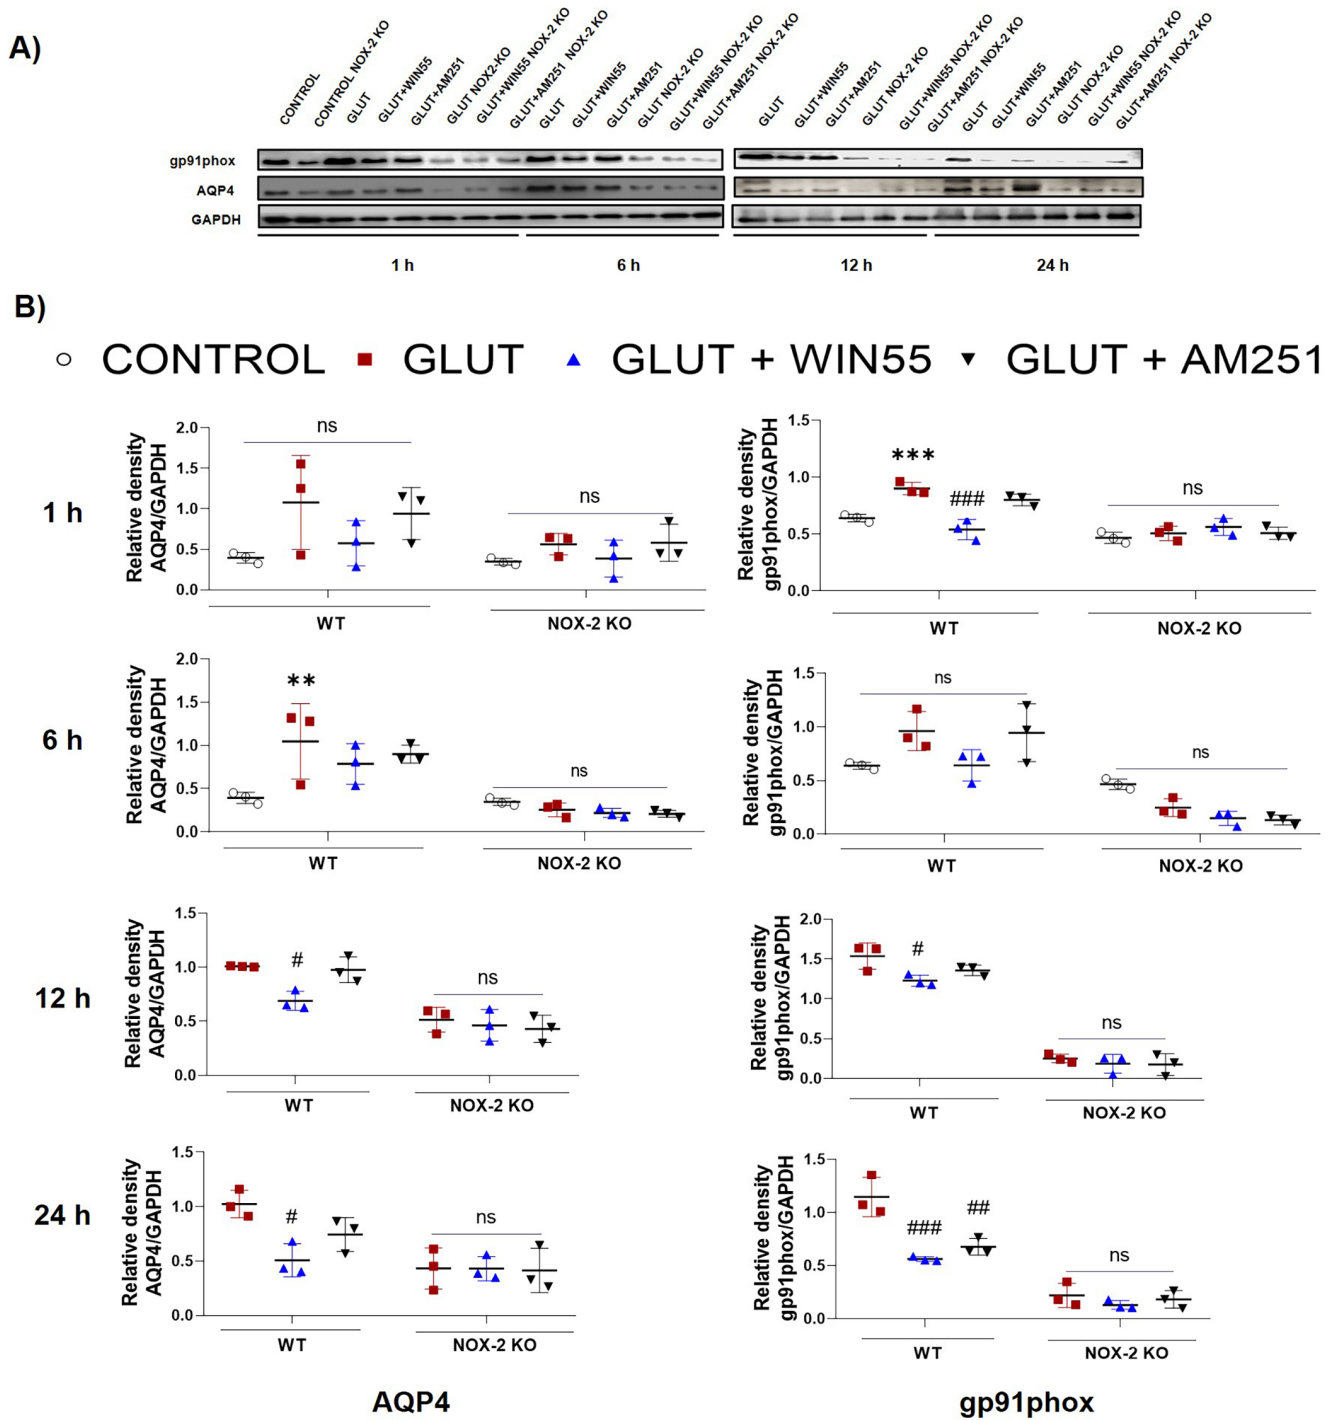 A)
CONTROL
CONTROL NOX-2 KO
GLUT
GLUT+WIN55
GLUT+AM251
GLUT NOX2-KO
GLUT+WIN55 NOX-2 KO
GLUT+AM251 NOX-2 KO
GLUT
GLUT+WIN55
GLUT+AM251
GLUT NOX-2 KO
GLUT+WIN55 NOX-2 KO
GLUT+AM251 NOX-2 KO
GLUT
GLUT+WIN55
GLUT+AM251
GLUT NOX-2 KO
GLUT+WIN55 NOX-2 KO
GLUT+AM251 NOX-2 KO
GLUT
GLUT+WIN55
GLUT+AM251
GLUT NOX-2 KO
GLUT+WIN55 NOX-2 KO
GLUT+AM251 NOX-2 KO
gp91phox
AQP4
GAPDH
1 h 6 h 12 h 24 h
B)
CONTROL GLUT GLUT + WIN55 GLUT + AM251
1 h
Relative density
AQP4/GAPDH
2.0
1.5
1.0
0.5
0.0
ns
ns
WT NOX-2 KO
Relative density
gp91phox/GAPDH
1.5
1.0
0.5
0.0
***
###
ns
WT NOX-2 KO
6 h
Relative density
AQP4/GAPDH
2.0
1.5
1.0
0.5
0.0
**
ns
WT NOX-2 KO
Relative density
gp91phox/GAPDH
1.5
1.0
0.5
0.0
ns
ns
WT NOX-2 KO
12 h
Relative density
AQP4/GAPDH
1.5
1.0
0.5
0.0
#
ns
WT NOX-2 KO
Relative density
gp91phox/GAPDH
2.0
1.5
1.0
0.5
0.0
#
ns
WT NOX-2 KO
24 h
Relative density
AQP4/GAPDH
1.5
1.0
0.5
0.0
#
ns
WT NOX-2 KO
Relative density
gp91phox/GAPDH
1.5
1.0
0.5
0.0
###
##
ns
WT NOX-2 KO
AQP4 gp91phox